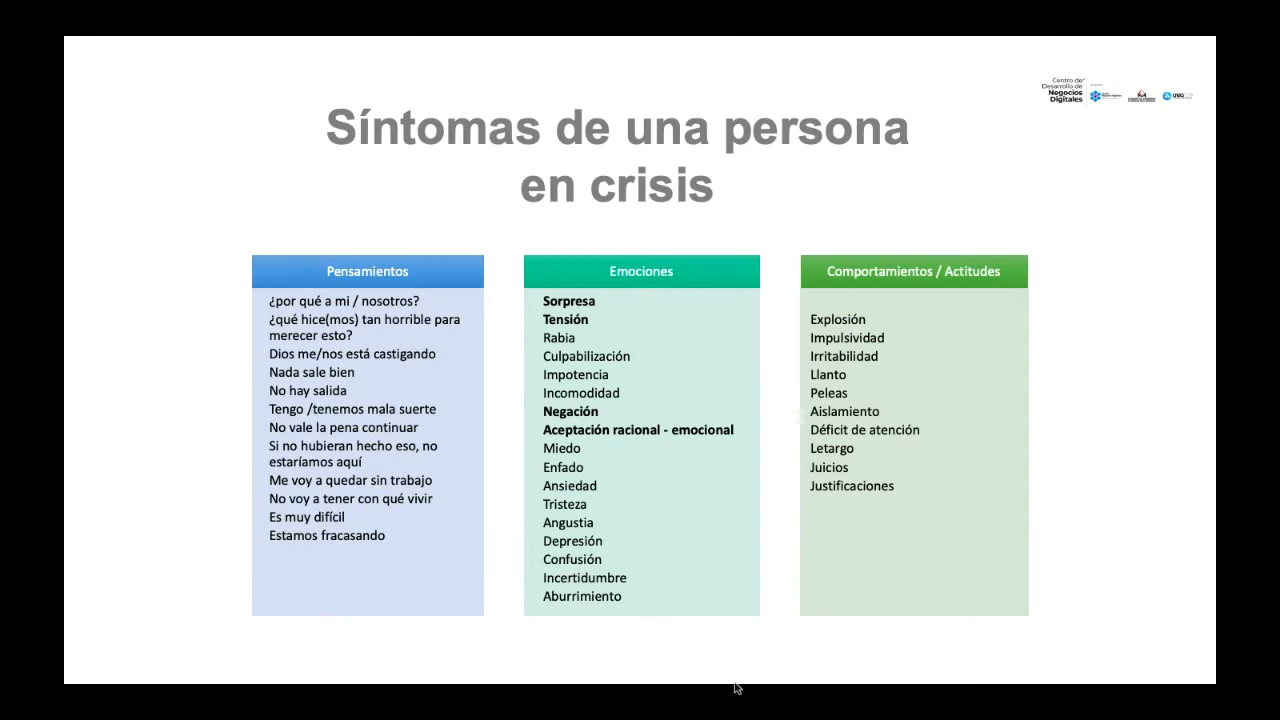 Centro de
Desarrollo de
Negocios
Digitales
Síntomas de una persona
en crisis
Pensamientos
¿por qué a mi / nosotros?
¿qué hice(mos) tan horrible para
merecer esto?
Dios me/nos está castigando
Nada sale bien
No hay salida
Tengo /tenemos mala suerte
No vale la pena continuar
Si no hubieran hecho eso, no
estaríamos aquí
Me voy a quedar sin trabajo
No voy a tener con qué vivir
Es muy difícil
Estamos fracasando
Emociones
Sorpresa
Tensión
Rabia
Culpabilización
Impotencia
Incomodidad
Negación
Aceptación racional - emocional
Miedo
Enfado
Ansiedad
Tristeza
Angustia
Depresión
Confusión
Incertidumbre
Aburrimiento
Comportamientos / Actitudes
Explosión
Impulsividad
Irritabilidad
Llanto
Peleas
Aislamiento
Déficit de atención
Letargo
Juicios
Justificaciones